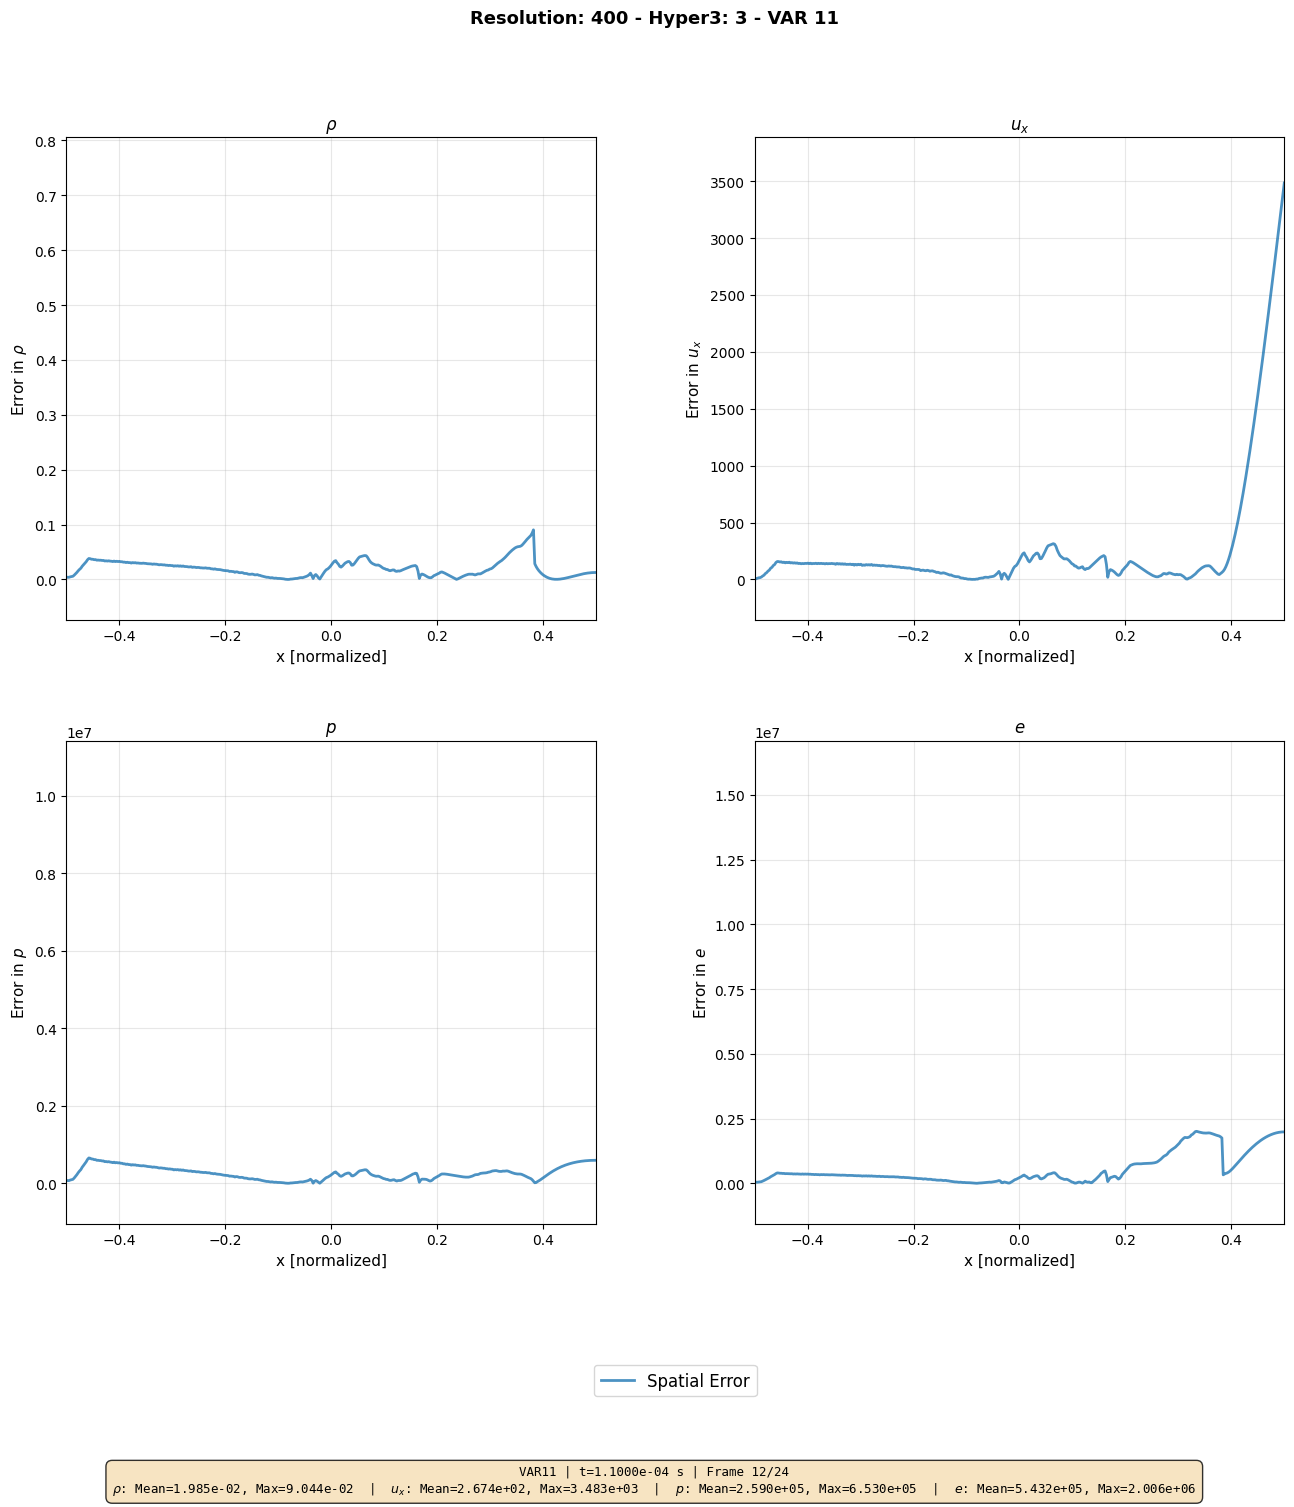 Resolution: 400 - Hyper3: 3 - VAR 11
ρ
0.8
0.7
0.6
0.5
0.4
0.3
0.2
0.1
0.0
Error in ρ
−0.4 −0.2 0.0 0.2 0.4
x [normalized]
u_x
3500
3000
2500
2000
1500
1000
500
0
Error in u_x
−0.4 −0.2 0.0 0.2 0.4
x [normalized]
p
1e7
1.0
0.8
0.6
0.4
0.2
0.0
Error in p
−0.4 −0.2 0.0 0.2 0.4
x [normalized]
e
1e7
1.50
1.25
1.00
0.75
0.50
0.25
0.00
Error in e
−0.4 −0.2 0.0 0.2 0.4
x [normalized]
Spatial Error
VAR11 | t=1.1000e-04 s | Frame 12/24
ρ: Mean=1.985e-02, Max=9.044e-02 | u_x: Mean=2.674e+02, Max=3.483e+03 | p: Mean=2.590e+05, Max=6.530e+05 | e: Mean=5.432e+05, Max=2.006e+06